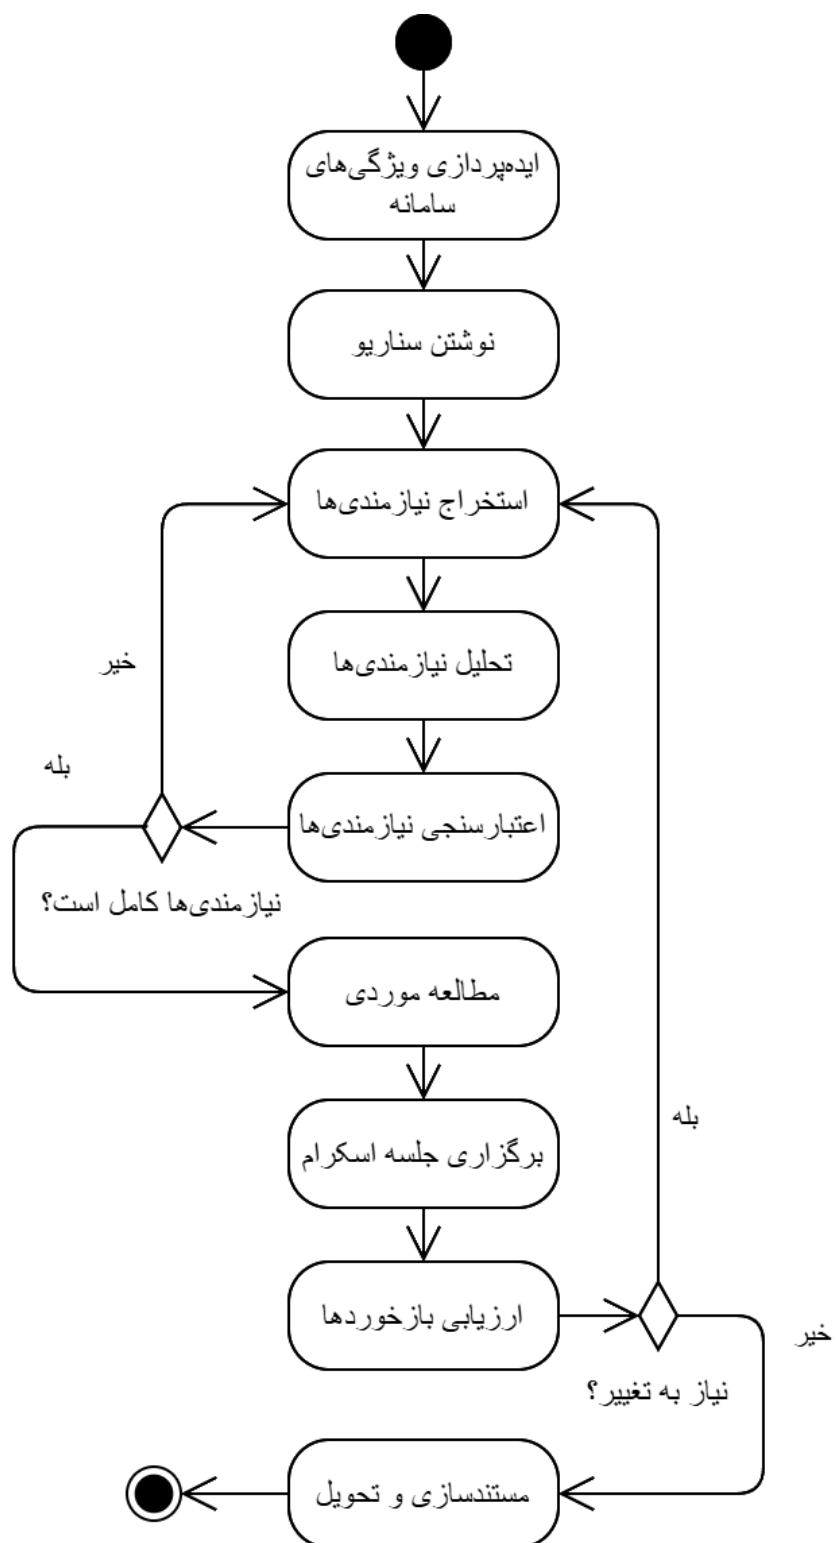 ایده‌پردازی ویژگی‌های
سامانه
نوشتن سناریو
استخراج نیازمندی‌ها
تحلیل نیازمندی‌ها
خیر
بله
اعتبارسنجی نیازمندی‌ها
نیازمندی‌ها کامل است؟
مطالعه موردی
برگزاری جلسه اسکرام
بله
ارزیابی بازخوردها
خیر
نیاز به تغییر؟
مستندسازی و تحویل